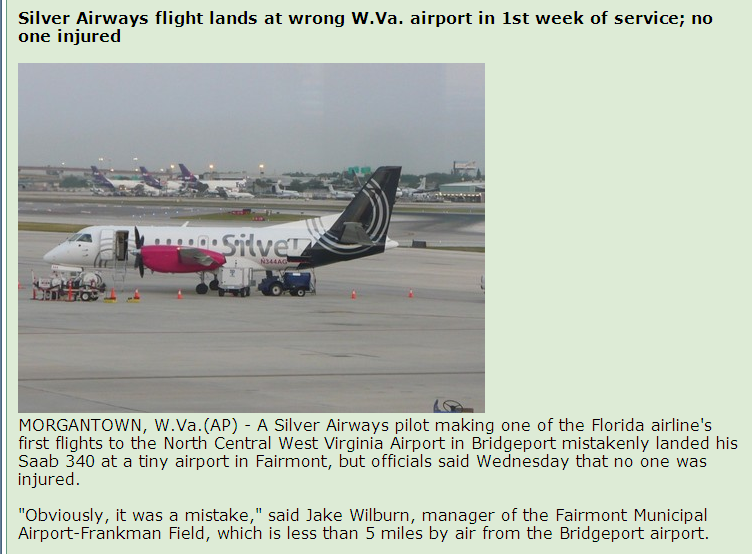 Silver Airways flight lands at wrong W.Va. airport in 1st week of service; no
one injured
Silver
N344AG
MORGANTOWN, W.Va.(AP) - A Silver Airways pilot making one of the Florida airline's
first flights to the North Central West Virginia Airport in Bridgeport mistakenly landed his
Saab 340 at a tiny airport in Fairmont, but officials said Wednesday that no one was
injured.
"Obviously, it was a mistake," said Jake Wilburn, manager of the Fairmont Municipal
Airport-Frankman Field, which is less than 5 miles by air from the Bridgeport airport.